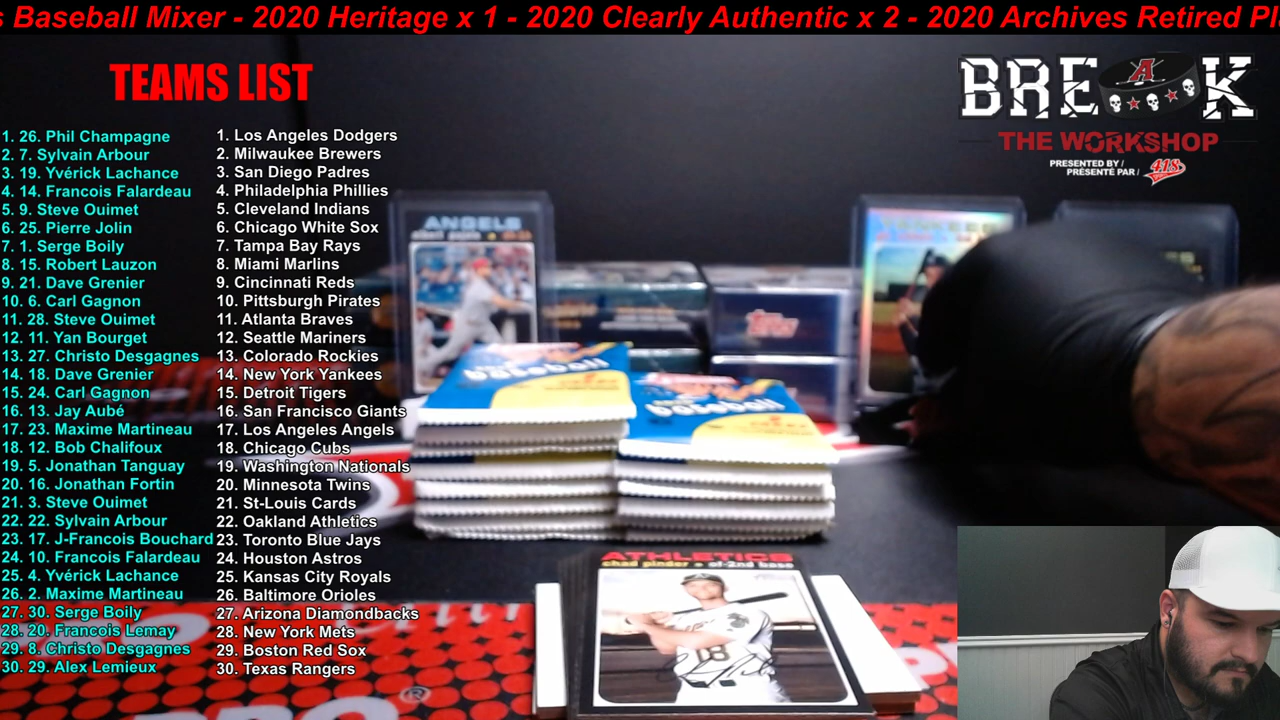 s Baseball Mixer - 2020 Heritage x 1 - 2020 Clearly Authentic x 2 - 2020 Archives Retired Pl
TEAMS LIST
1. 26. Phil Champagne
2. 7. Sylvain Arbour
3. 19. Yvérick Lachance
4. 14. Francois Falardeau
5. 9. Steve Ouimet
6. 25. Pierre Jolin
7. 1. Serge Boily
8. 15. Robert Lauzon
9. 21. Dave Grenier
10. 6. Carl Gagnon
11. 28. Steve Ouimet
12. 11. Yan Bourget
13. 27. Christo Desgagnes
14. 18. Dave Grenier
15. 24. Carl Gagnon
16. 13. Jay Aubé
17. 23. Maxime Martineau
18. 12. Bob Chalifoux
19. 5. Jonathan Tanguay
20. 16. Jonathan Fortin
21. 3. Steve Ouimet
22. 22. Sylvain Arbour
23. 17. J-Francois Bouchard
24. 10. Francois Falardeau
25. 4. Yvérick Lachance
26. 2. Maxime Martineau
27. 30. Serge Boily
28. 20. Francois Lemay
29. 8. Christo Desgagnes
30. 29. Alex Lemieux
1. Los Angeles Dodgers
2. Milwaukee Brewers
3. San Diego Padres
4. Philadelphia Phillies
5. Cleveland Indians
6. Chicago White Sox
7. Tampa Bay Rays
8. Miami Marlins
9. Cincinnati Reds
10. Pittsburgh Pirates
11. Atlanta Braves
12. Seattle Mariners
13. Colorado Rockies
14. New York Yankees
15. Detroit Tigers
16. San Francisco Giants
17. Los Angeles Angels
18. Chicago Cubs
19. Washington Nationals
20. Minnesota Twins
21. St-Louis Cards
22. Oakland Athletics
23. Toronto Blue Jays
24. Houston Astros
25. Kansas City Royals
26. Baltimore Orioles
27. Arizona Diamondbacks
28. New York Mets
29. Boston Red Sox
30. Texas Rangers
BREAK
THE WORKSHOP
PRESENTED BY /
PRÉSENTÉ PAR /
418
ANGELS
YANKEES
Topps
baseball
baseball
ATHLETICS
chad pinder • of-2nd base
18